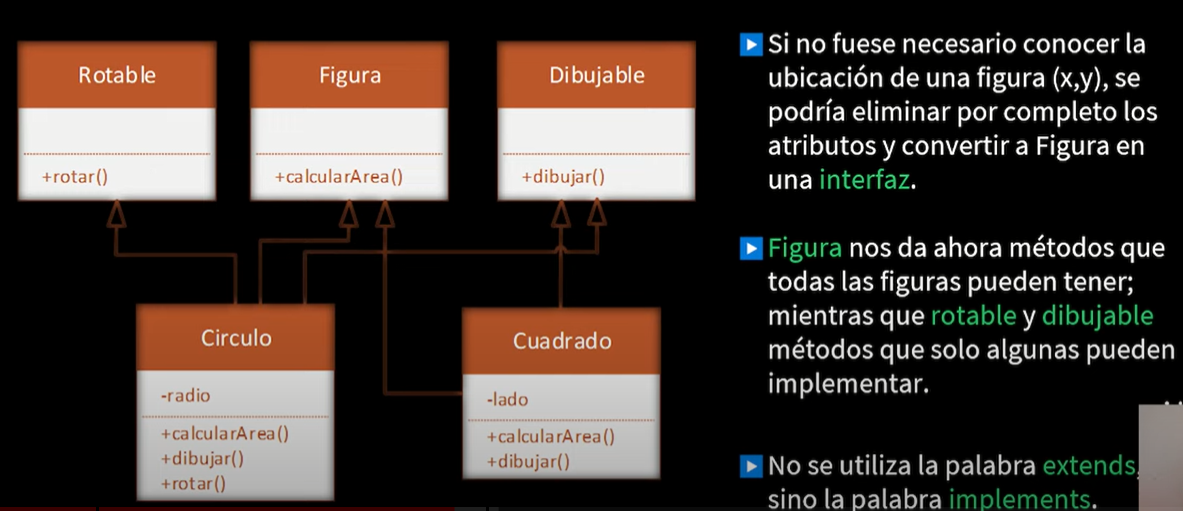 Rotable
+rotar()
Figura
+calcularArea()
Dibujable
+dibujar()
Circulo
-radio
+calcularArea()
+dibujar()
+rotar()
Cuadrado
-lado
+calcularArea()
+dibujar()
Si no fuese necesario conocer la
ubicación de una figura (x,y), se
podría eliminar por completo los
atributos y convertir a Figura en
una interfaz.
Figura nos da ahora métodos que
todas las figuras pueden tener;
mientras que rotable y dibujable
métodos que solo algunas pueden
implementar.
No se utiliza la palabra extends,
sino la palabra implements.